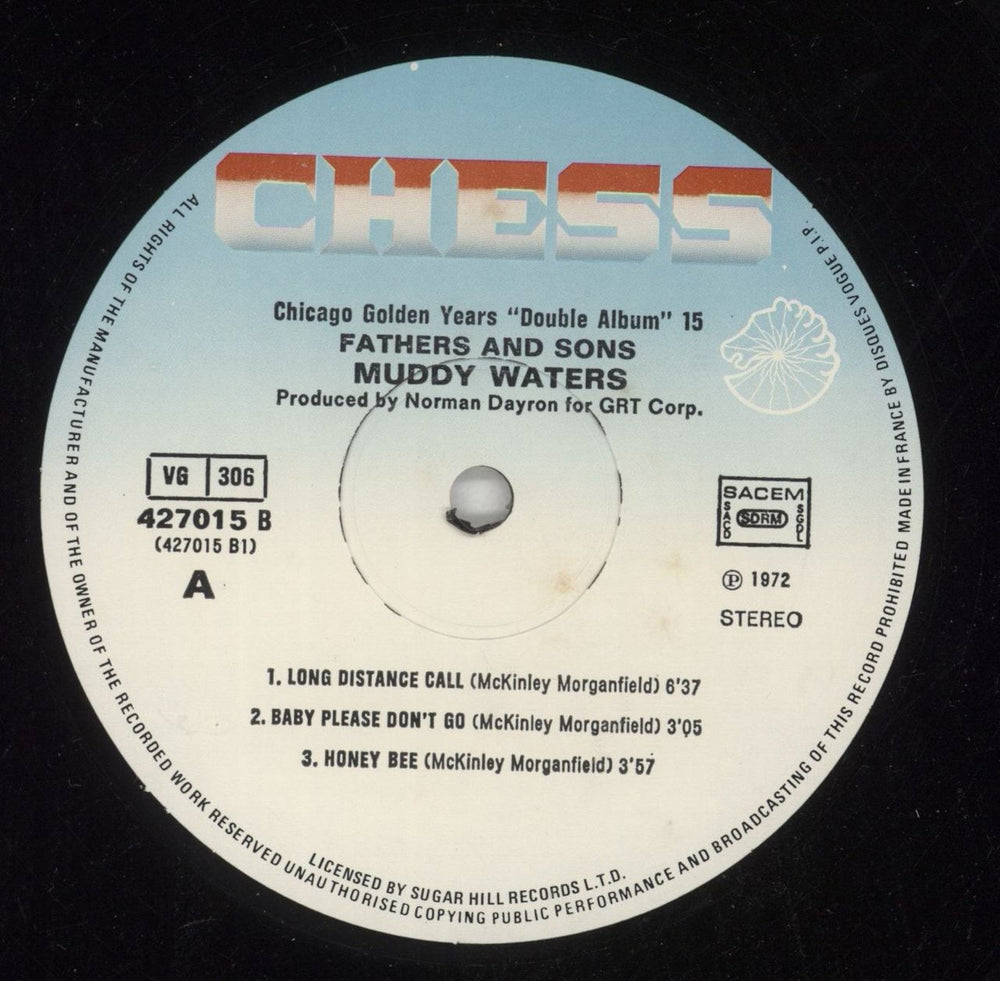 CHESS
Chicago Golden Years "Double Album" 15
FATHERS AND SONS
MUDDY WATERS
Produced by Norman Dayron for GRT Corp.
VG 306
427015 B
(427015 B1)
A
SACEM
SACD SDRM SGDL
℗ 1972
STEREO
1. LONG DISTANCE CALL (McKinley Morganfield) 6'37
2. BABY PLEASE DON'T GO (McKinley Morganfield) 3'05
3. HONEY BEE (McKinley Morganfield) 3'57
LICENSED BY SUGAR HILL RECORDS L.T.D.
ALL RIGHTS OF THE MANUFACTURER AND OF THE OWNER OF THE RECORDED WORK RESERVED UNAUTHORISED COPYING PUBLIC PERFORMANCE AND BROADCASTING OF THIS RECORD PROHIBITED MADE IN FRANCE BY DISQUES VOGUE P.I.P.